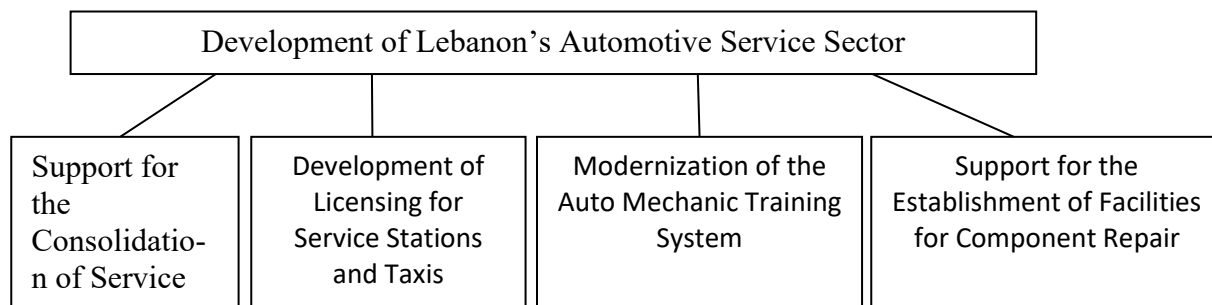 Development of Lebanon’s Automotive Service Sector
Support for
the
Consolidatio-
n of Service
Development of
Licensing for
Service Stations
and Taxis
Modernization of the
Auto Mechanic Training
System
Support for the
Establishment of Facilities
for Component Repair